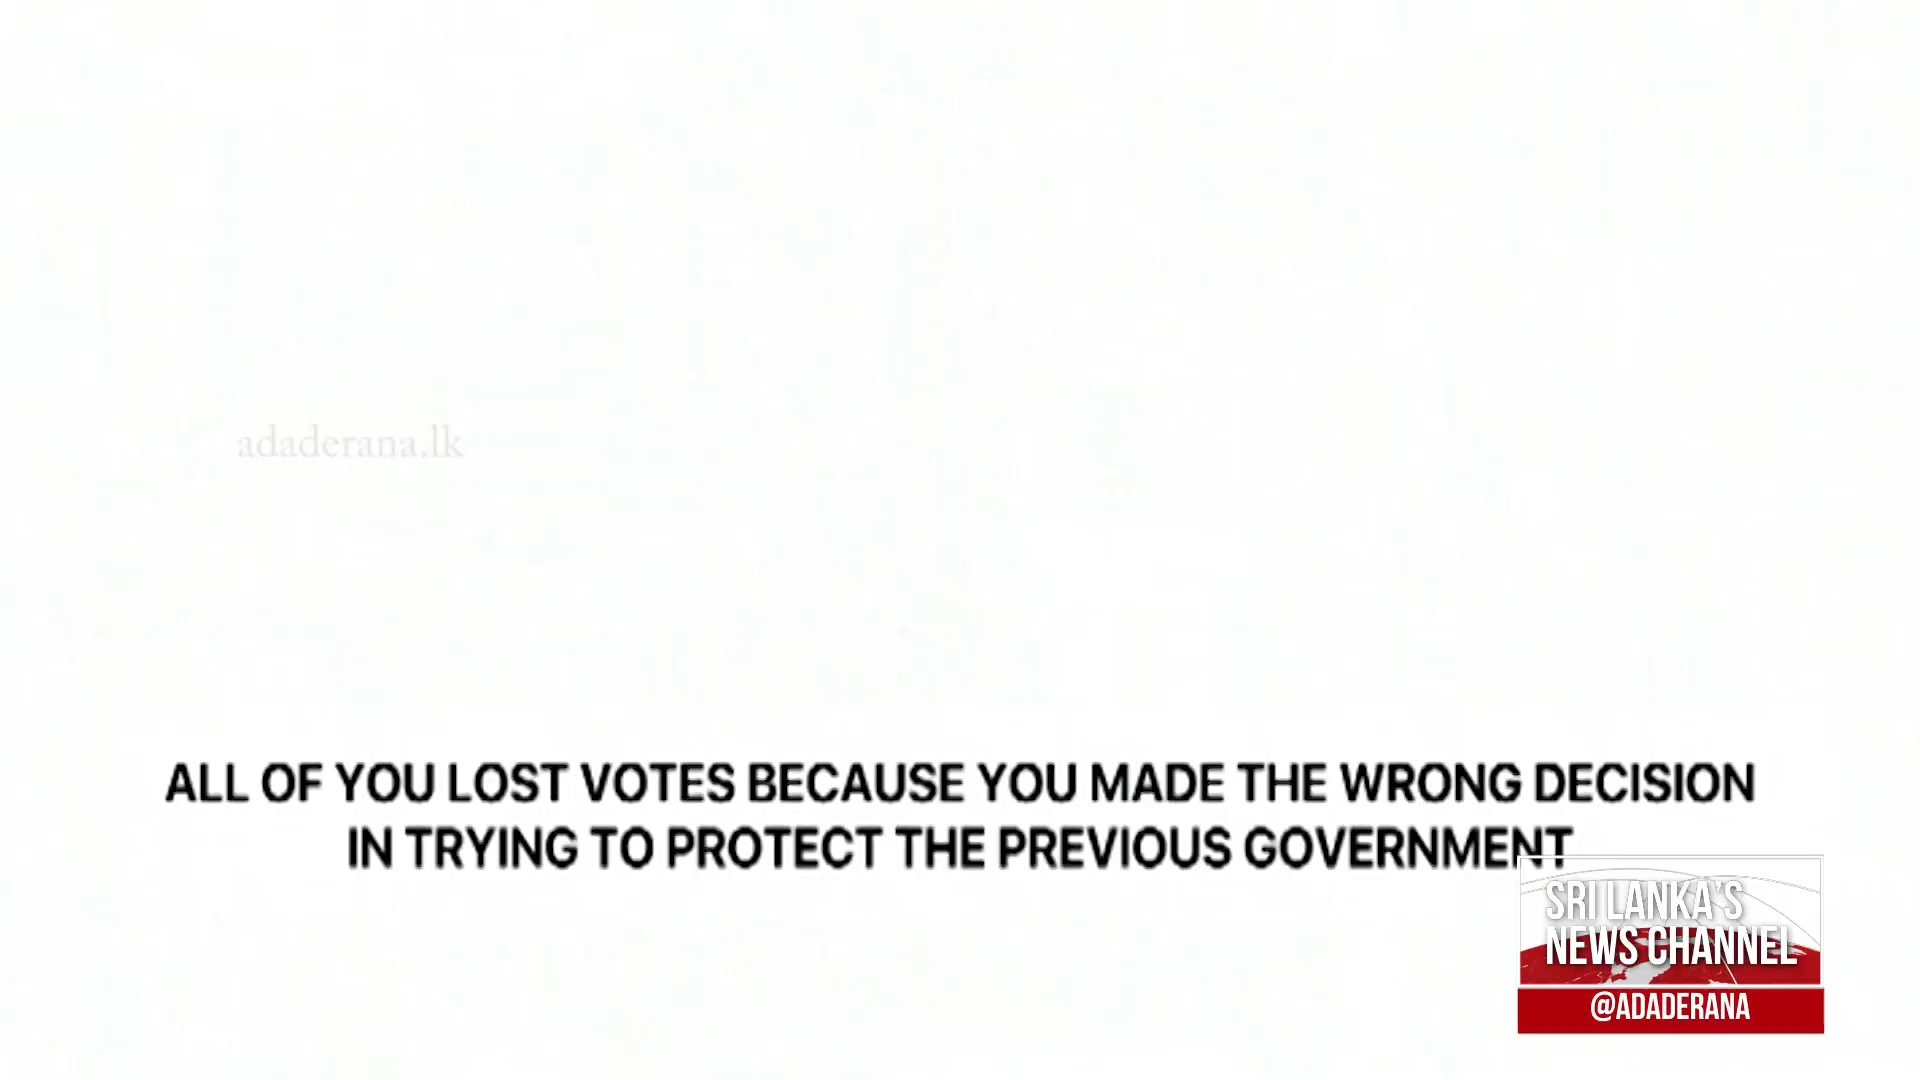 adaderana.lk
ALL OF YOU LOST VOTES BECAUSE YOU MADE THE WRONG DECISION
IN TRYING TO PROTECT THE PREVIOUS GOVERNMENT
SRI LANKA'S
NEWS CHANNEL
@ADADERANA